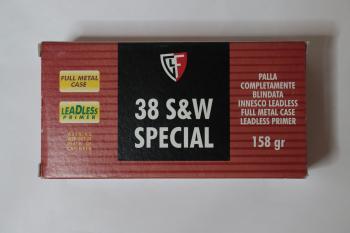 GF
FULL METAL
CASE
LEADLESS
PRIMER
38 S&W
SPECIAL
PALLA
COMPLETAMENTE
BLINDATA
INNESCO LEADLESS
FULL METAL CASE
LEADLESS PRIMER
158 gr